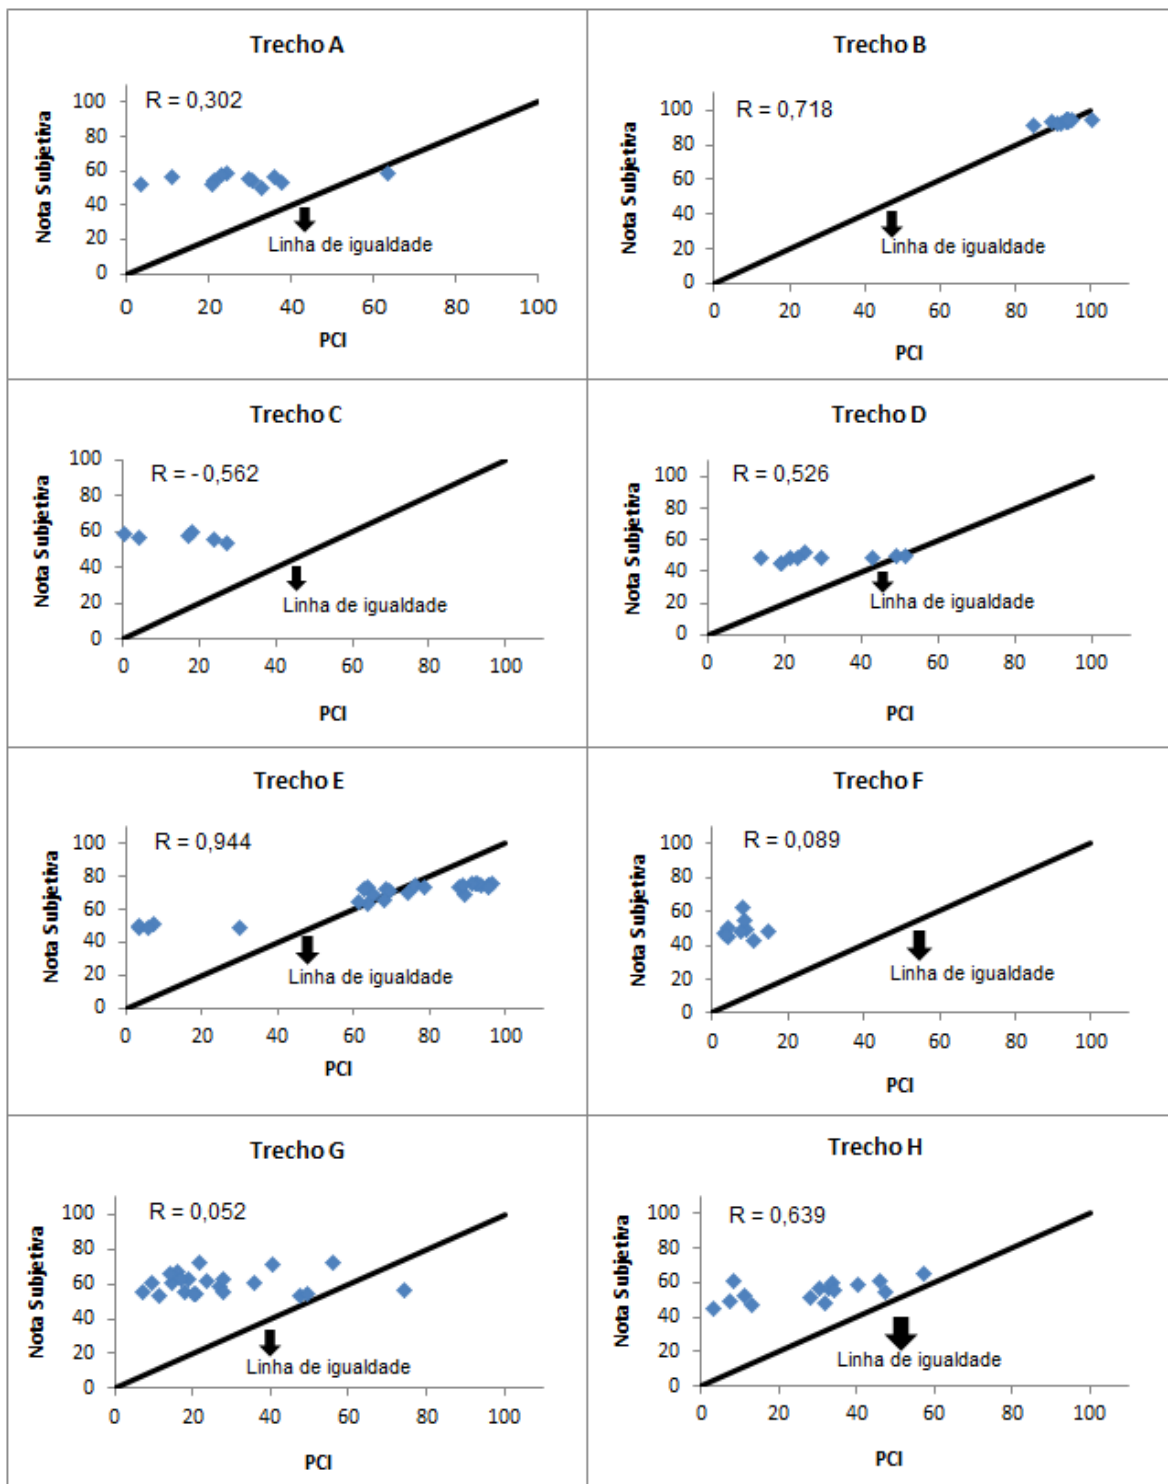 Trecho A
R = 0,302
Nota Subjetiva
100
80
60
40
20
0
Linha de igualdade
0 20 40 60 80 100
PCI
Trecho B
R = 0,718
Nota Subjetiva
100
80
60
40
20
0
Linha de igualdade
0 20 40 60 80 100
PCI
Trecho C
R = - 0,562
Nota Subjetiva
100
80
60
40
20
0
Linha de igualdade
0 20 40 60 80 100
PCI
Trecho D
R = 0,526
Nota Subjetiva
100
80
60
40
20
0
Linha de igualdade
0 20 40 60 80 100
PCI
Trecho E
R = 0,944
Nota Subjetiva
100
80
60
40
20
0
Linha de igualdade
0 20 40 60 80 100
PCI
Trecho F
R = 0,089
Nota Subjetiva
100
80
60
40
20
0
Linha de igualdade
0 20 40 60 80 100
PCI
Trecho G
R = 0,052
Nota Subjetiva
100
80
60
40
20
0
Linha de igualdade
0 20 40 60 80 100
PCI
Trecho H
R = 0,639
Nota Subjetiva
100
80
60
40
20
0
Linha de igualdade
0 20 40 60 80 100
PCI